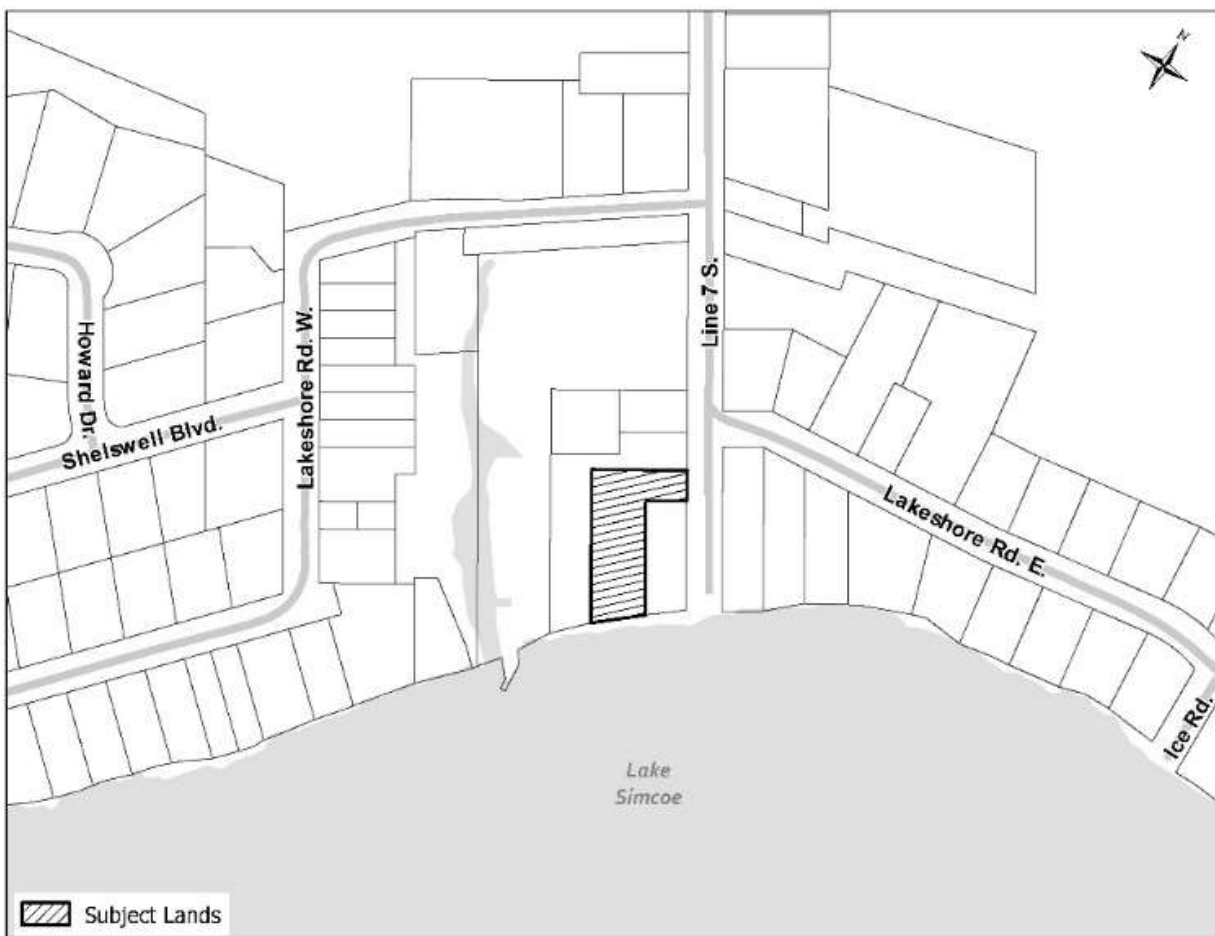 N
Line 7 S.
Howard Dr.
Lakeshore Rd. W.
Shelswell Blvd.
Lakeshore Rd. E.
Ice Rd.
Lake
Simcoe
Subject Lands